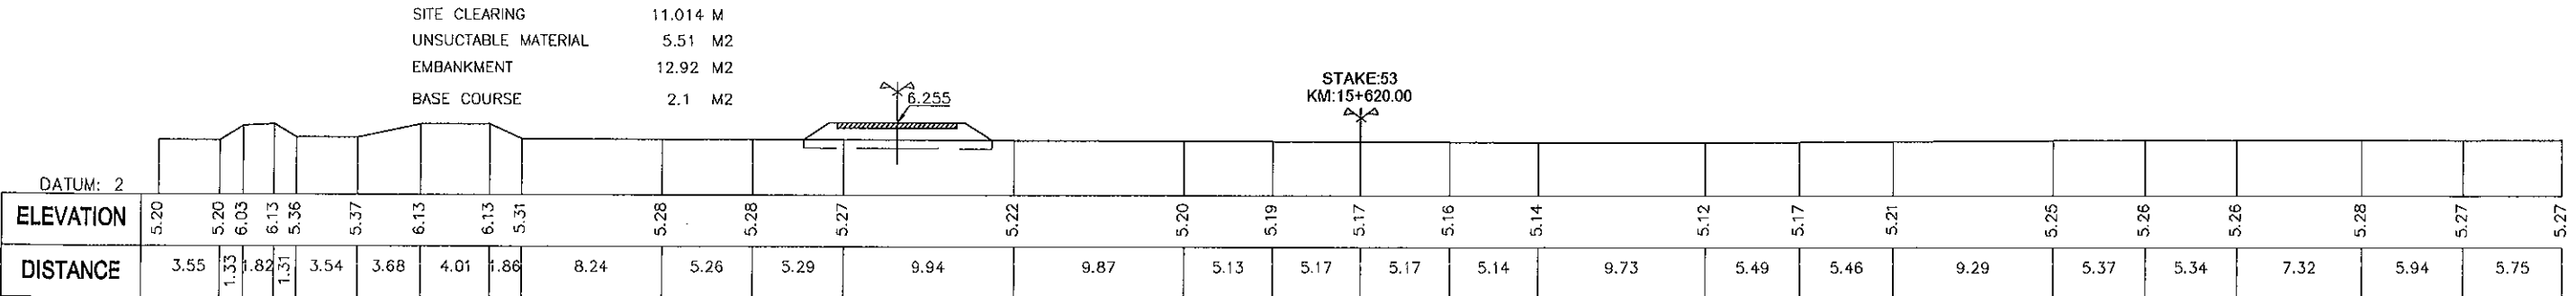 SITE CLEARING 11.014 M
UNSUCTABLE MATERIAL 5.51 M2
EMBANKMENT 12.92 M2
BASE COURSE 2.1 M2
6.255
STAKE:53
KM:15+620.00
DATUM: 2
ELEVATION 5.20 5.20 6.03 6.13 5.36 5.37 6.13 6.13 5.31 5.28 5.28 5.27 5.22 5.20 5.19 5.17 5.16 5.14 5.12 5.17 5.21 5.25 5.26 5.26 5.28 5.27 5.27
DISTANCE 3.55 1.33 1.82 1.31 3.54 3.68 4.01 1.86 8.24 5.26 5.29 9.94 9.87 5.13 5.17 5.17 5.14 9.73 5.49 5.46 9.29 5.37 5.34 7.32 5.94 5.75